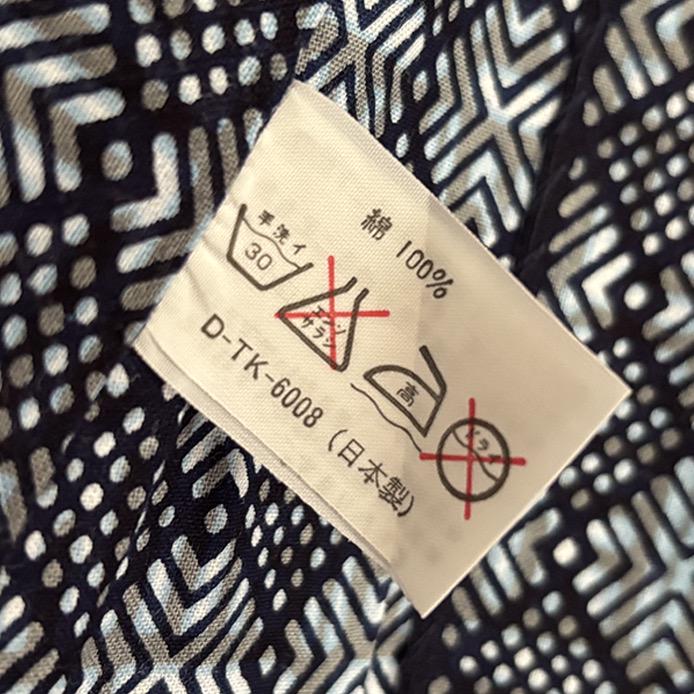 綿 100%
手洗イ
30
エンソ
サラシ
高
ドライ
D-TK-6008 (日本製)